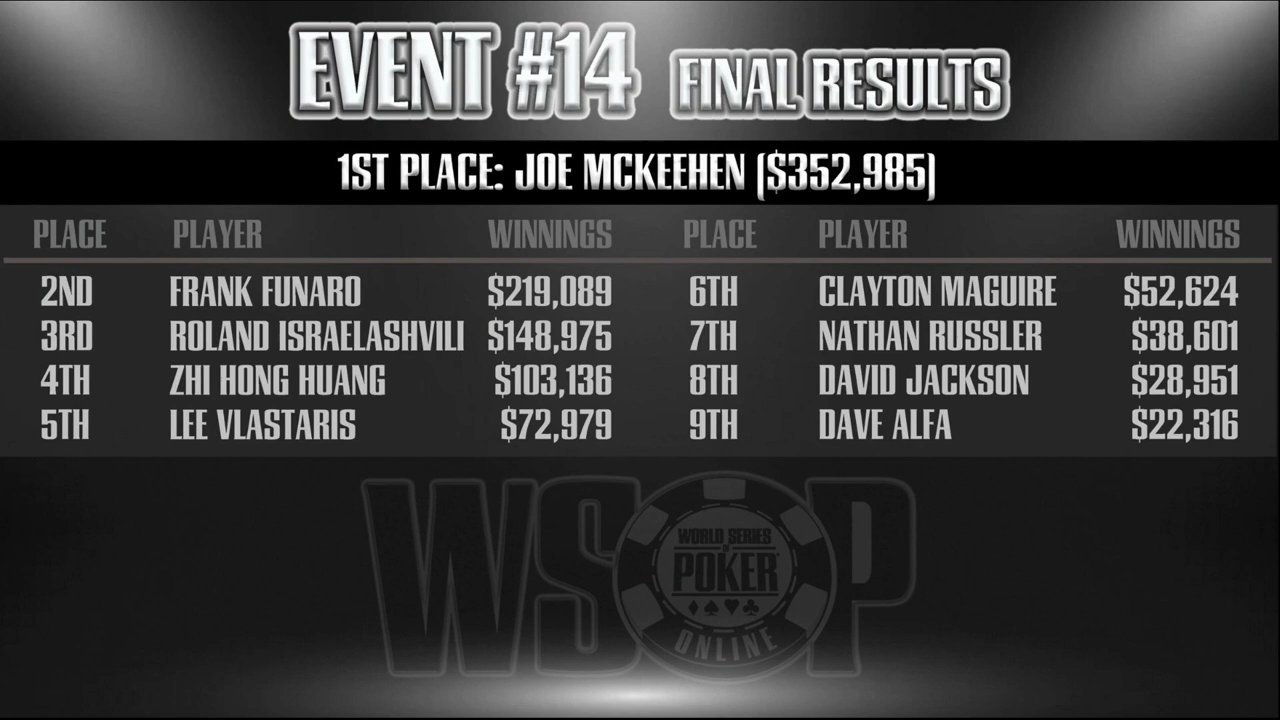 EVENT #14 FINAL RESULTS
1ST PLACE: JOE MCKEEHEN ($352,985)
PLACE PLAYER WINNINGS PLACE PLAYER WINNINGS
2ND FRANK FUNARO $219,089 6TH CLAYTON MAGUIRE $52,624
3RD ROLAND ISRAELASHVILI $148,975 7TH NATHAN RUSSLER $38,601
4TH ZHI HONG HUANG $103,136 8TH DAVID JACKSON $28,951
5TH LEE VLASTARIS $72,979 9TH DAVE ALFA $22,316
WSOP
WORLD SERIES
OF
POKER
ONLINE